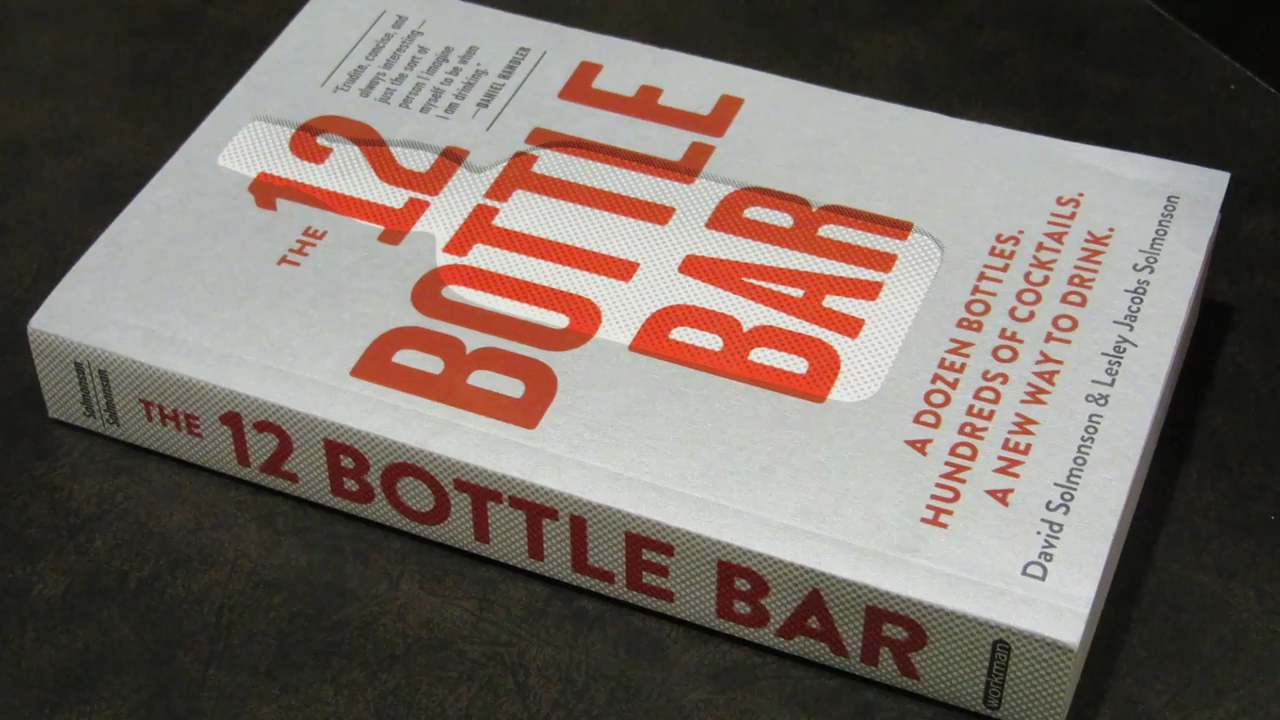 "Erudite, concise, and
always interesting—
just the sort of
person I imagine
myself to be when
I am drinking."
—DANIEL HANDLER
THE
12
BOTTLE
BAR
A DOZEN BOTTLES.
HUNDREDS OF COCKTAILS.
A NEW WAY TO DRINK.
David Solmonson & Lesley Jacobs Solmonson
Solmonson
Solmonson
THE 12 BOTTLE BAR
workman